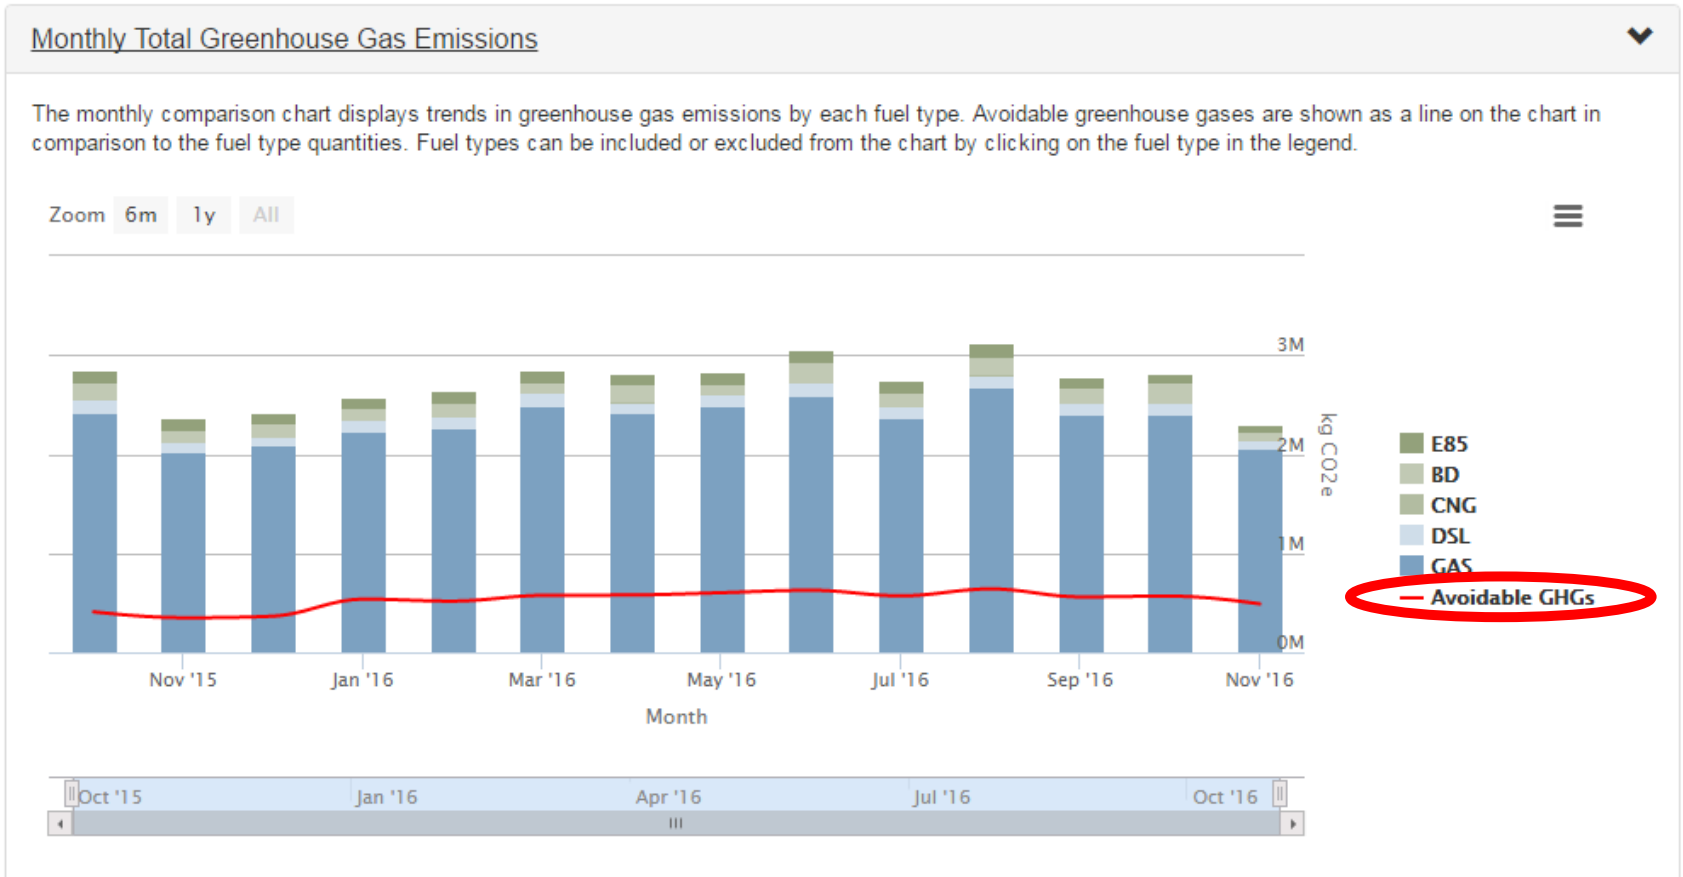 Monthly Total Greenhouse Gas Emissions
The monthly comparison chart displays trends in greenhouse gas emissions by each fuel type. Avoidable greenhouse gases are shown as a line on the chart in
comparison to the fuel type quantities. Fuel types can be included or excluded from the chart by clicking on the fuel type in the legend.
Zoom 6m 1y All
3M
2M
1M
0M
kg CO2e
E85
BD
CNG
DSL
GAS
Avoidable GHGs
Nov '15 Jan '16 Mar '16 May '16 Jul '16 Sep '16 Nov '16
Month
Oct '15 Jan '16 Apr '16 Jul '16 Oct '16